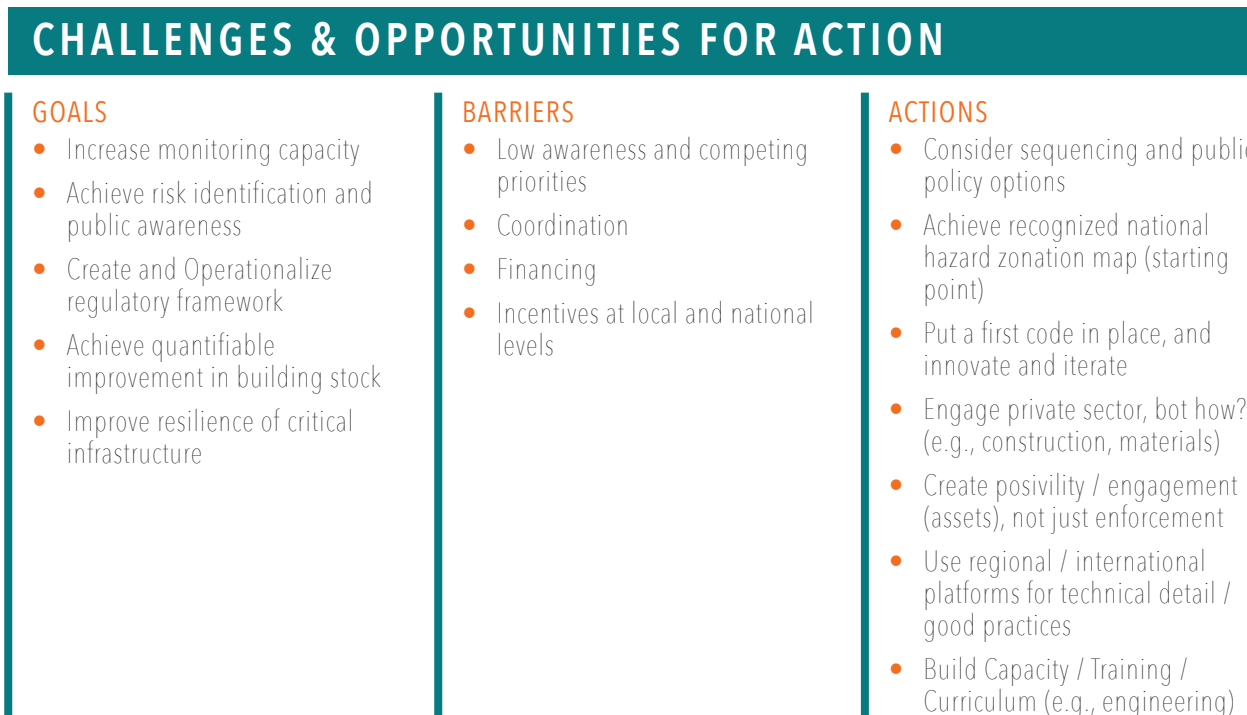 CHALLENGES & OPPORTUNITIES FOR ACTION
GOALS
• Increase monitoring capacity
• Achieve risk identification and
public awareness
• Create and Operationalize
regulatory framework
• Achieve quantifiable
improvement in building stock
• Improve resilience of critical
infrastructure
BARRIERS
• Low awareness and competing
priorities
• Coordination
• Financing
• Incentives at local and national
levels
ACTIONS
• Consider sequencing and public
policy options
• Achieve recognized national
hazard zonation map (starting
point)
• Put a first code in place, and
innovate and iterate
• Engage private sector, bot how?
(e.g., construction, materials)
• Create posivility / engagement
(assets), not just enforcement
• Use regional / international
platforms for technical detail /
good practices
• Build Capacity / Training /
Curriculum (e.g., engineering)